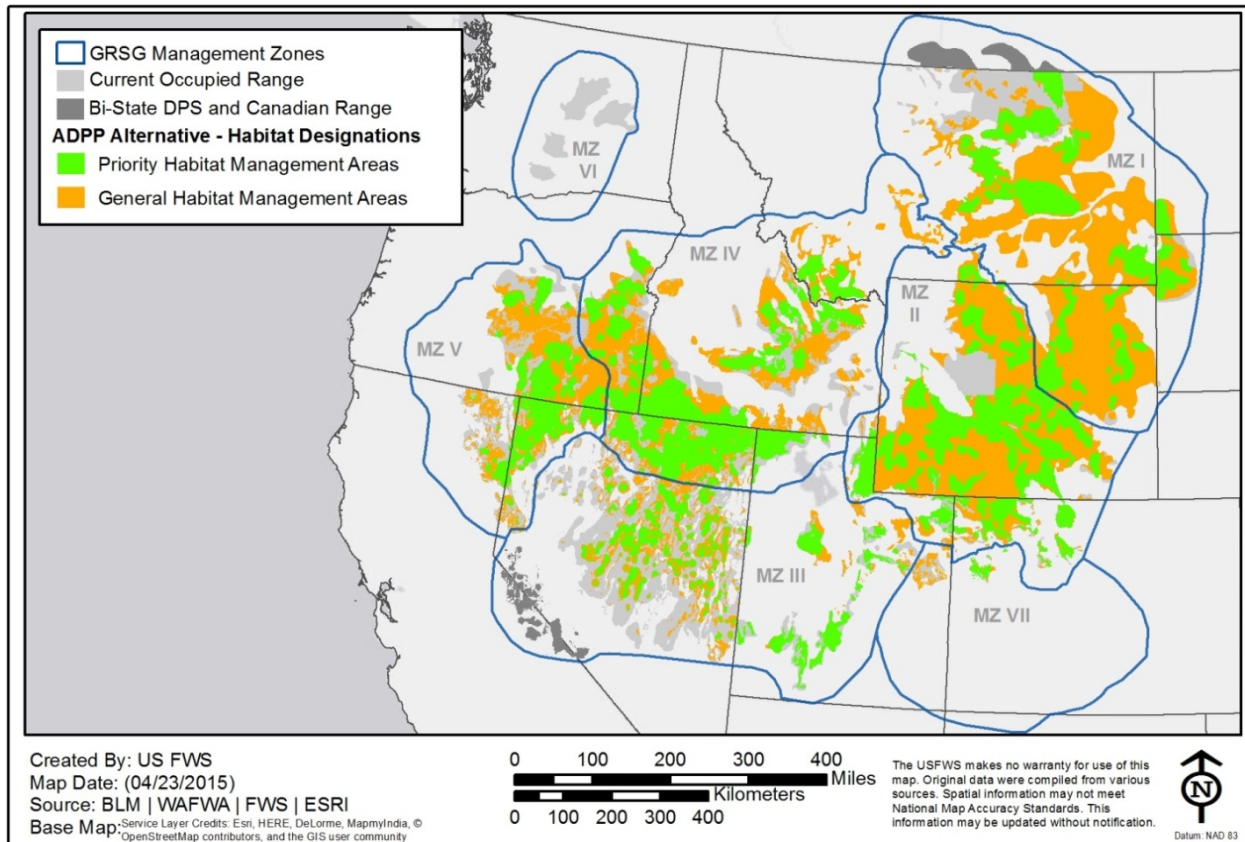 GRSG Management Zones
Current Occupied Range
Bi-State DPS and Canadian Range
ADPP Alternative - Habitat Designations
Priority Habitat Management Areas
General Habitat Management Areas
MZ
VI
MZ I
MZ IV
MZ
II
MZ V
MZ III
MZ VII
Created By: US FWS
Map Date: (04/23/2015)
Source: BLM | WAFWA | FWS | ESRI
Base Map: Service Layer Credits: Esri, HERE, DeLorme, MapmyIndia, ©
OpenStreetMap contributors, and the GIS user community
0 100 200 300 400
Miles
Kilometers
0 100 200 300 400
The USFWS makes no warranty for use of this
map. Original data were compiled from various
sources. Spatial information may not meet
National Map Accuracy Standards. This
information may be updated without notification.
N
Datum: NAD 83